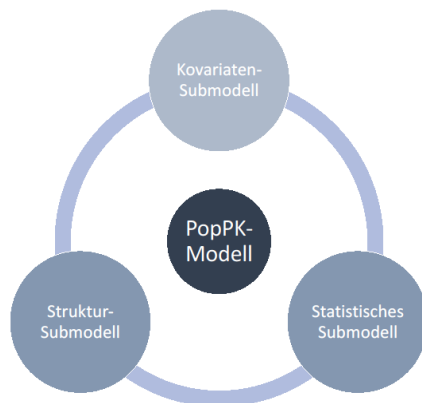 Kovariaten-
Submodell
PopPK-
Modell
Struktur-
Submodell
Statistisches
Submodell